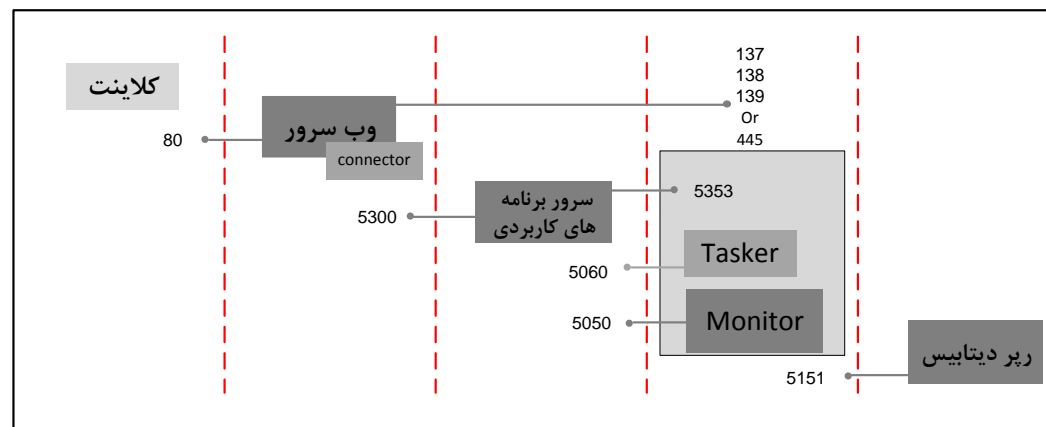 کلاینت
80
وب سرور
connector
5300
سرور برنامه
های کاربردی
137
138
139
Or
445
5353
5060
Tasker
5050
Monitor
5151
رپر دیتابیس